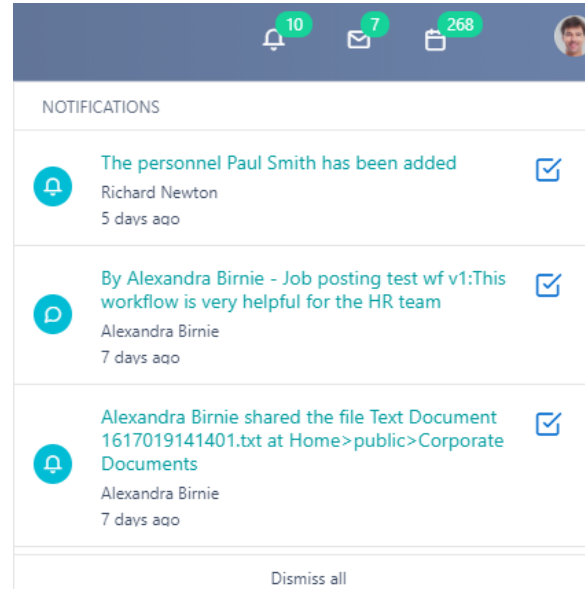 10 7 268
NOTIFICATIONS
The personnel Paul Smith has been added
Richard Newton
5 days ago
By Alexandra Birnie - Job posting test wf v1:This
workflow is very helpful for the HR team
Alexandra Birnie
7 days ago
Alexandra Birnie shared the file Text Document
1617019141401.txt at Home>public>Corporate
Documents
Alexandra Birnie
7 days ago
Dismiss all